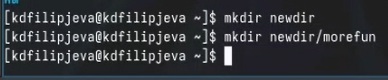 [kdfilipjeva@kdfilipjeva ~]$ mkdir newdir
[kdfilipjeva@kdfilipjeva ~]$ mkdir newdir/morefun
[kdfilipjeva@kdfilipjeva ~]$